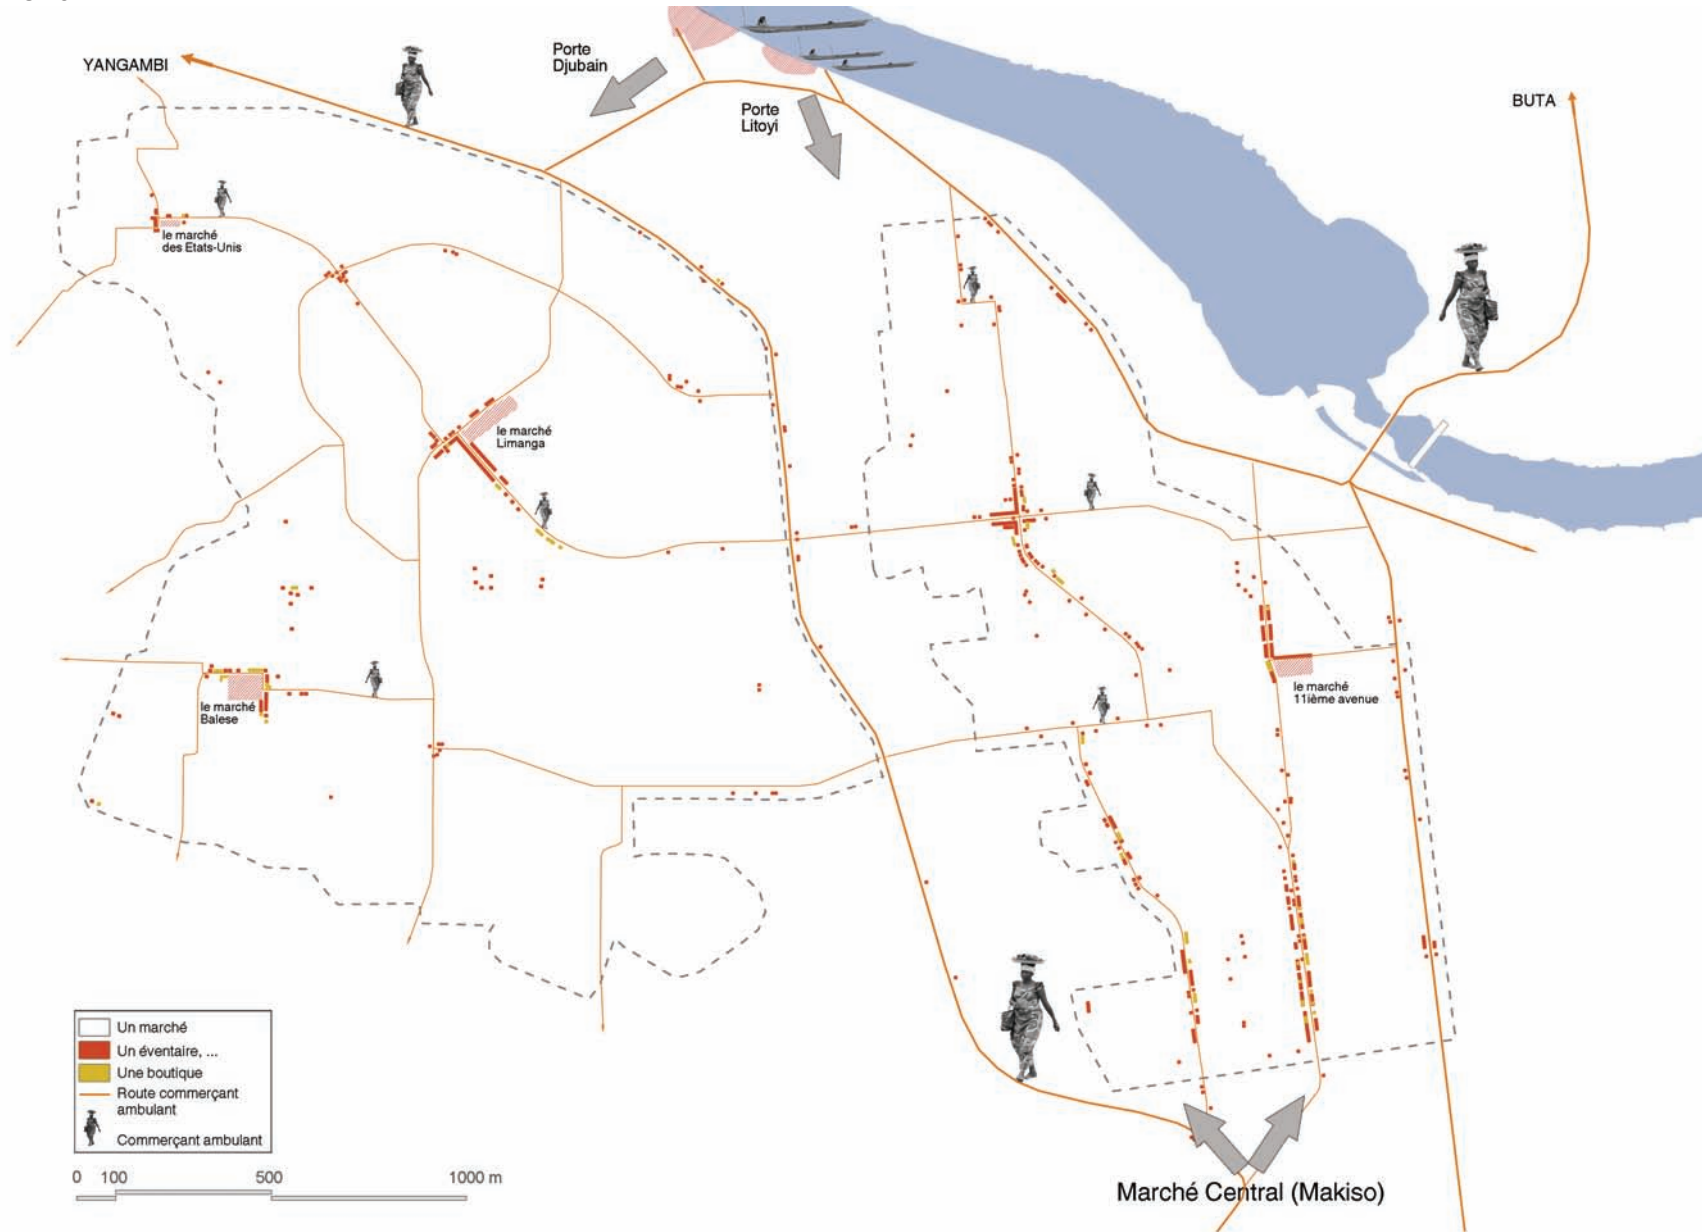 YANGAMBI
Porte
Djubain
Porte
Litoyi
BUTA
le marché
des Etats-Unis
le marché
Limanga
le marché
Balese
le marché
11ième avenue
Un marché
Un éventaire, ...
Une boutique
Route commerçant
ambulant
Commerçant ambulant
0 100 500 1000 m
Marché Central (Makiso)